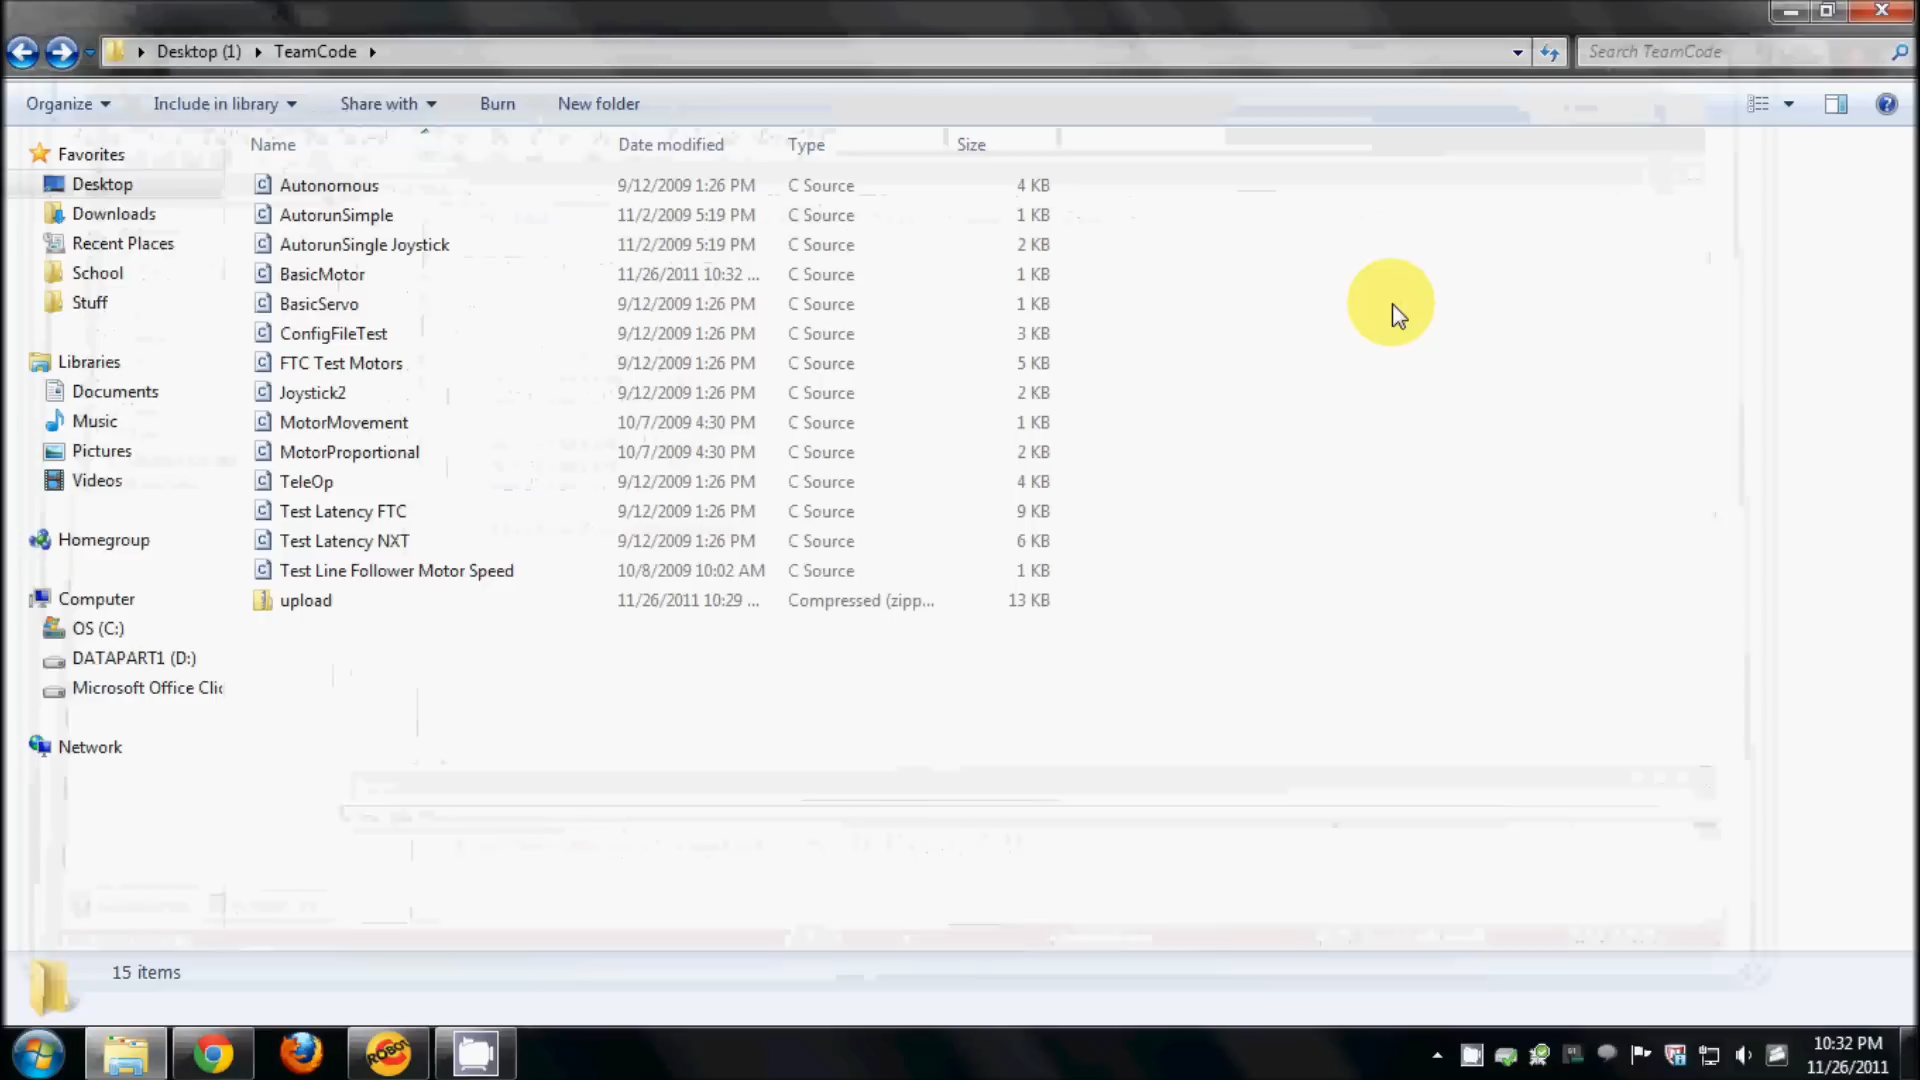 Desktop (1) TeamCode
Search TeamCode
Organize Include in library Share with Burn New folder
Name Date modified Type Size
Favorites
Desktop
Downloads
Recent Places
School
Stuff
Libraries
Documents
Music
Pictures
Videos
Homegroup
Computer
OS (C:)
DATAPART1 (D:)
Microsoft Office Clic
Network
Autonomous 9/12/2009 1:26 PM C Source 4 KB
AutorunSimple 11/2/2009 5:19 PM C Source 1 KB
AutorunSingle Joystick 11/2/2009 5:19 PM C Source 2 KB
BasicMotor 11/26/2011 10:32 ... C Source 1 KB
BasicServo 9/12/2009 1:26 PM C Source 1 KB
ConfigFileTest 9/12/2009 1:26 PM C Source 3 KB
FTC Test Motors 9/12/2009 1:26 PM C Source 5 KB
Joystick2 9/12/2009 1:26 PM C Source 2 KB
MotorMovement 10/7/2009 4:30 PM C Source 1 KB
MotorProportional 10/7/2009 4:30 PM C Source 2 KB
TeleOp 9/12/2009 1:26 PM C Source 4 KB
Test Latency FTC 9/12/2009 1:26 PM C Source 9 KB
Test Latency NXT 9/12/2009 1:26 PM C Source 6 KB
Test Line Follower Motor Speed 10/8/2009 10:02 AM C Source 1 KB
upload 11/26/2011 10:29 ... Compressed (zipp... 13 KB
15 items
ROBOT
10:32 PM
11/26/2011